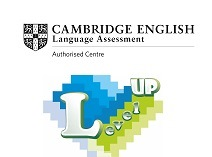 CAMBRIDGE ENGLISH
Language Assessment
Authorised Centre
Level UP